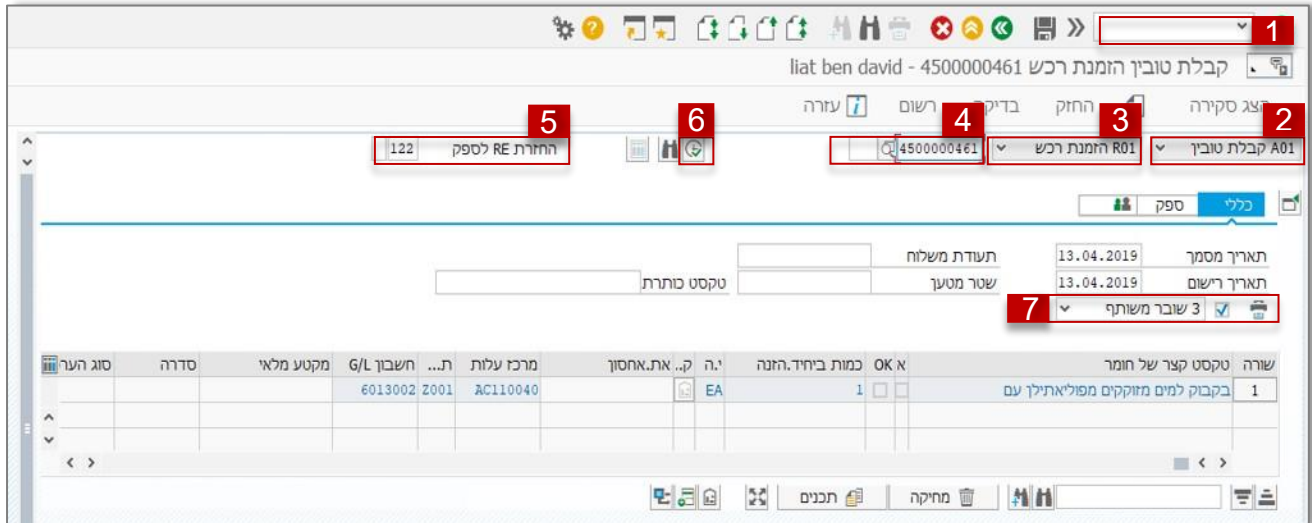 1
קבלת טובין הזמנת רכש 4500000461 - liat ben david
הצג סקירה החזק בדיקה רשום עזרה
2 3 4 6 5
A01 קבלת טובין R01 הזמנת רכש 4500000461 החזרת RE לספק 122
כללי ספק
תאריך מסמך 13.04.2019 תעודת משלוח
תאריך רישום 13.04.2019 שטר מטען טקסט כותרת
3 שובר משותף 7
שורה טקסט קצר של חומר א OK כמות ביחיד.הזנה י.ה ק.. את.אחסון מרכז עלות ת... חשבון G/L מקטע מלאי סדרה סוג הער
1 בקבוק למים מזוקקים מפוליאתילן עם 1 EA AC110040 Z001 6013002
מחיקה תכנים